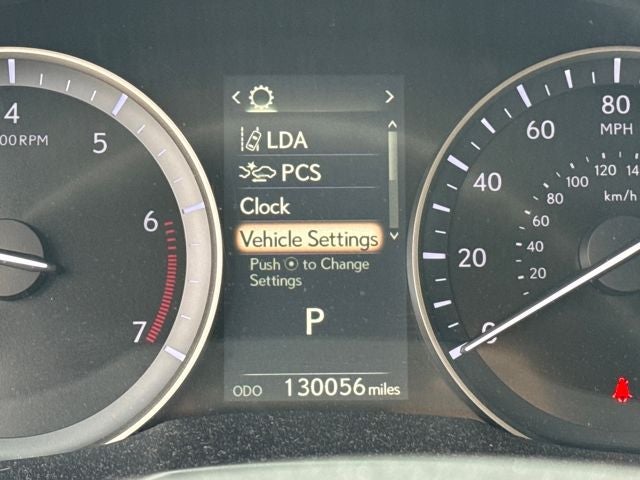 4
00RPM
5
6
7
LDA
PCS
Clock
Vehicle Settings
Push to Change
Settings
P
ODO 130056 miles
80
MPH
60
40
20
0
120
100
80
60
40
20
km/h